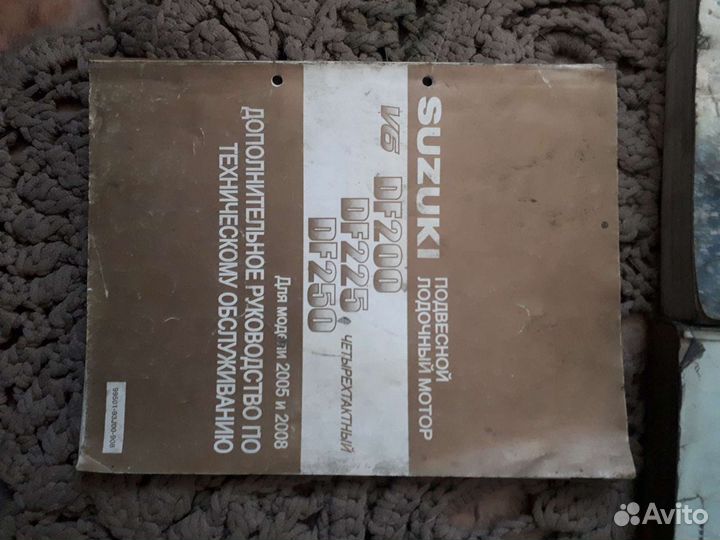 SUZUKI
ПОДВЕСНОЙ
ЛОДОЧНЫЙ МОТОР
V6 DF200
DF225
DF250
ЧЕТЫРЕХТАКТНЫЙ
Для модели 2005 и 2008
ДОПОЛНИТЕЛЬНОЕ РУКОВОДСТВО ПО
ТЕХНИЧЕСКОМУ ОБСЛУЖИВАНИЮ
Avito